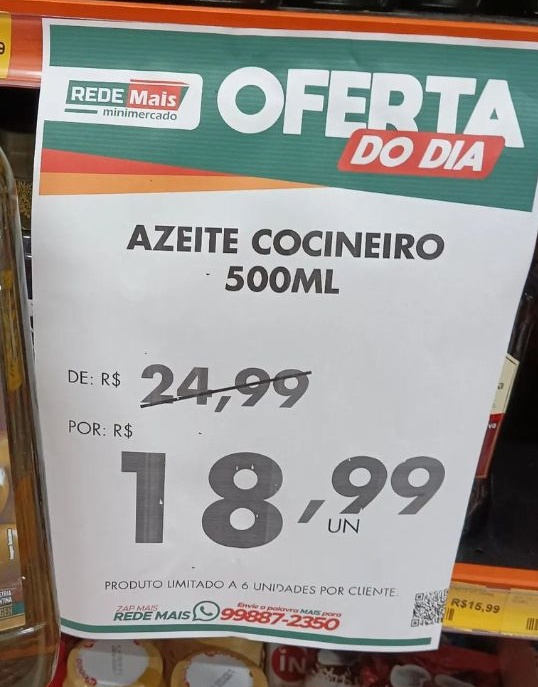 REDE Mais
minimercado
OFERTA
DO DIA
AZEITE COCINEIRO
500ML
DE: R$ 24,99
POR: R$
18,99
UN
PRODUTO LIMITADO A 6 UNIDADES POR CLIENTE.
ZAP MAIS
REDE MAIS
Envie a palavra MAIS para
99887-2350
R$15,99